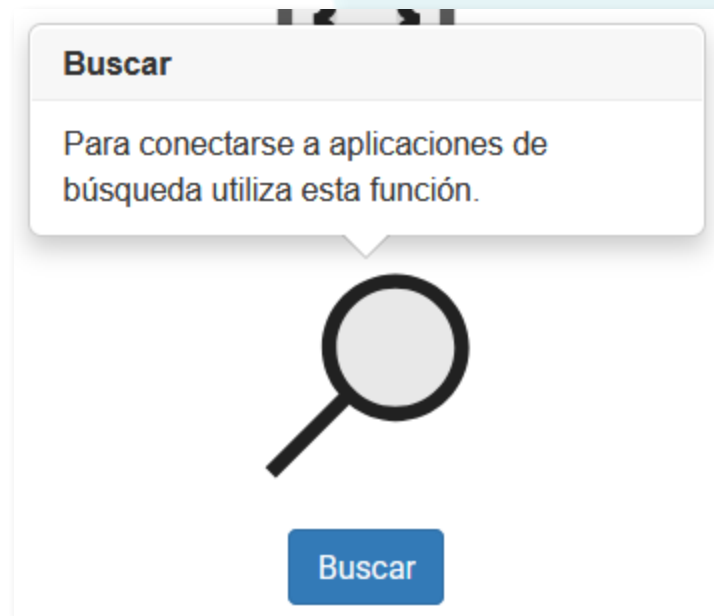 Buscar
Para conectarse a aplicaciones de
búsqueda utiliza esta función.
Buscar